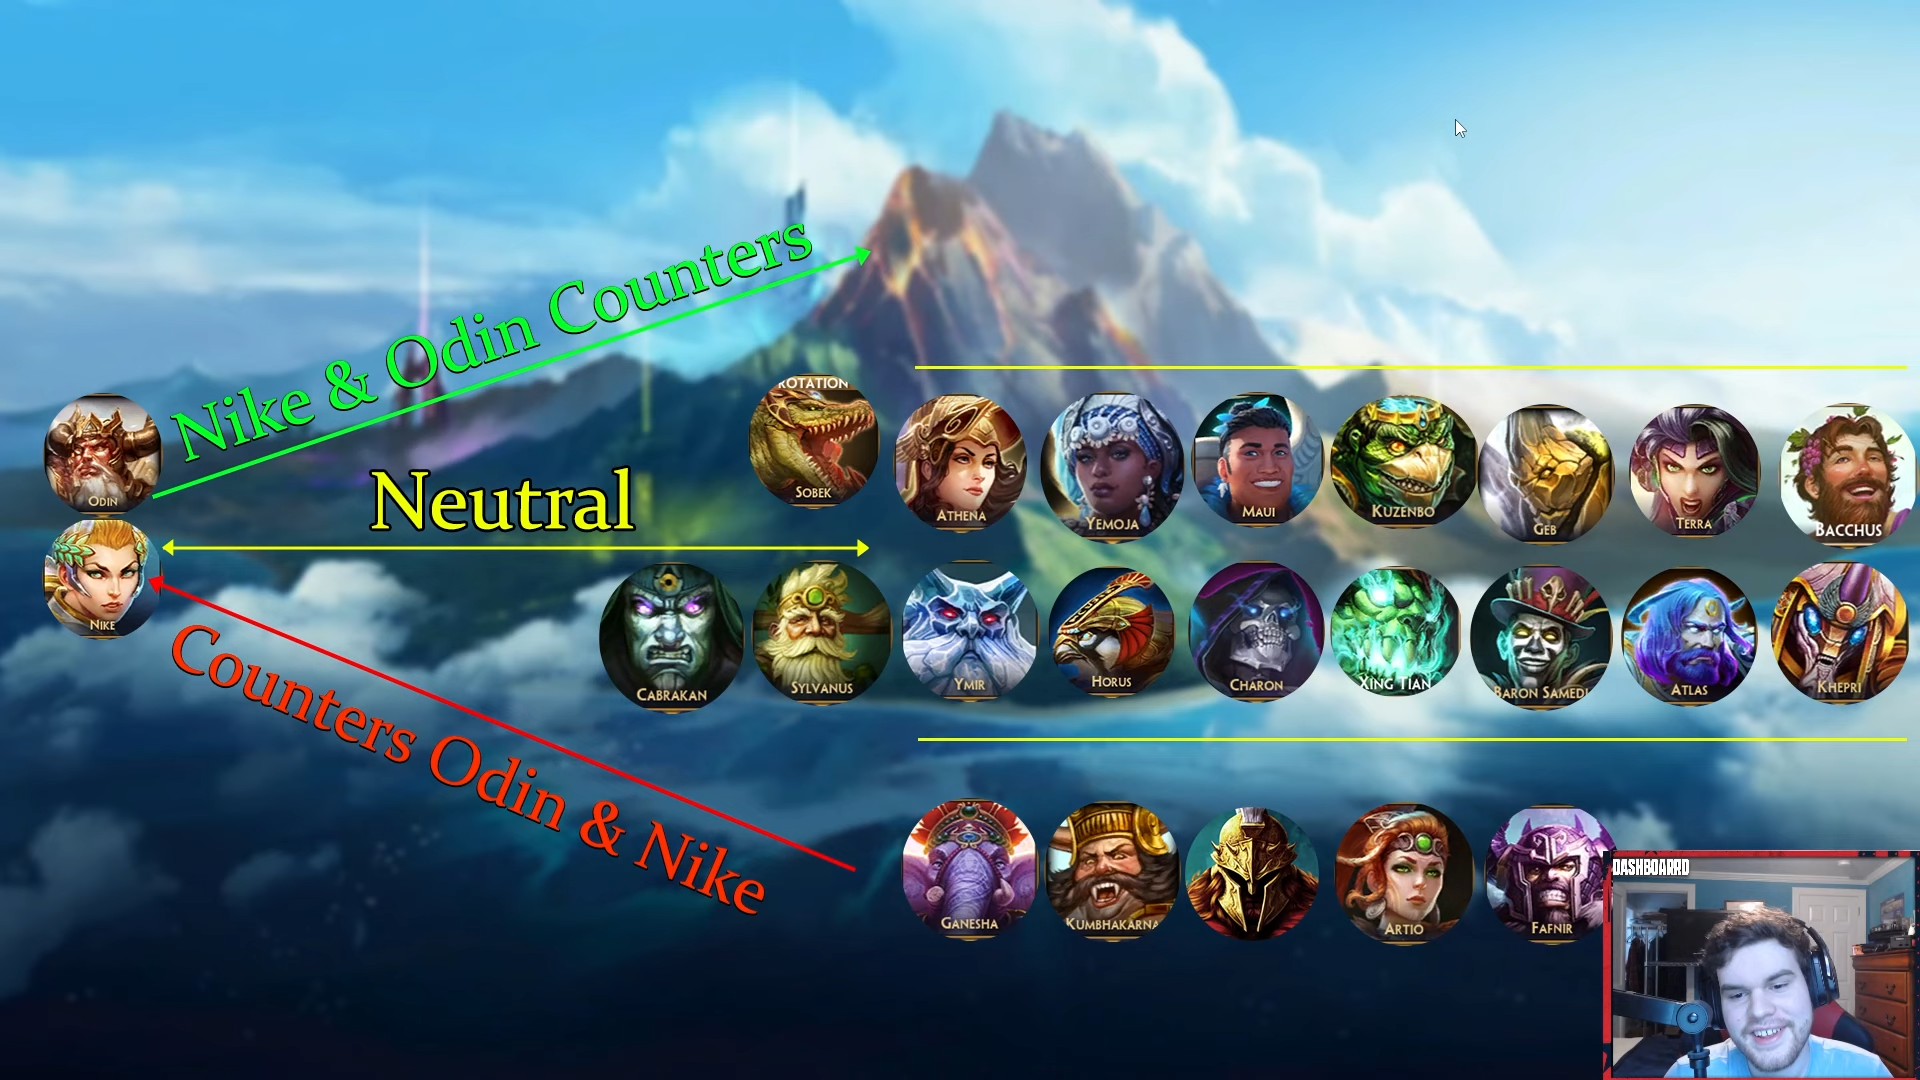 Nike & Odin Counters
ROTATION
SOBEK
ATHENA
YEMOJA
MAUI
KUZENBO
GEB
TERRA
BACCHUS
ODIN
Neutral
NIKE
CABRAKAN
SYLVANUS
YMIR
HORUS
CHARON
XING TIAN
BARON SAMEDI
ATLAS
KHEPRI
Counters Odin & Nike
GANESHA
KUMBHAKARNA
ARTIO
FAFNIR
DASHBOARRD